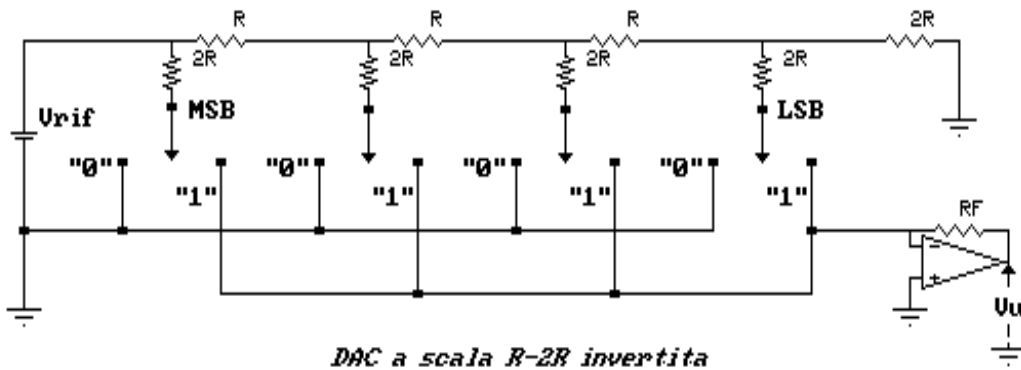 R R R 2R
2R 2R 2R 2R
MSB LSB
Vrif
"0" "0" "0" "0"
"1" "1" "1" "1"
RF
-
+
Vu
DAC a scala R-2R invertita